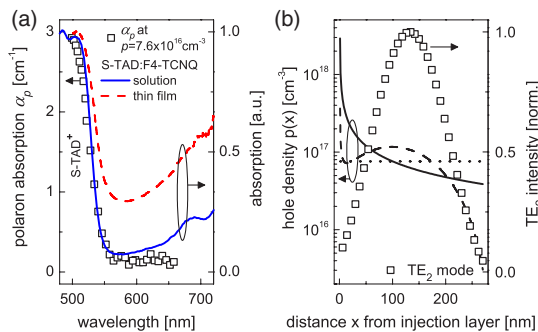 (a)
α_p at
p=7.6x10^16cm^-3
S-TAD:F4-TCNQ
solution
thin film
S-TAD^+
polaron absorption α_p [cm^-1]
3
2
1
0
absorption [a.u.]
1.0
0.5
0.0
500 600 700
wavelength [nm]
(b)
hole density p(x) [cm^-3]
10^18
10^17
10^16
TE_2 intensity (norm.)
1.0
0.5
0.0
TE_2 mode
0 100 200
distance x from injection layer [nm]